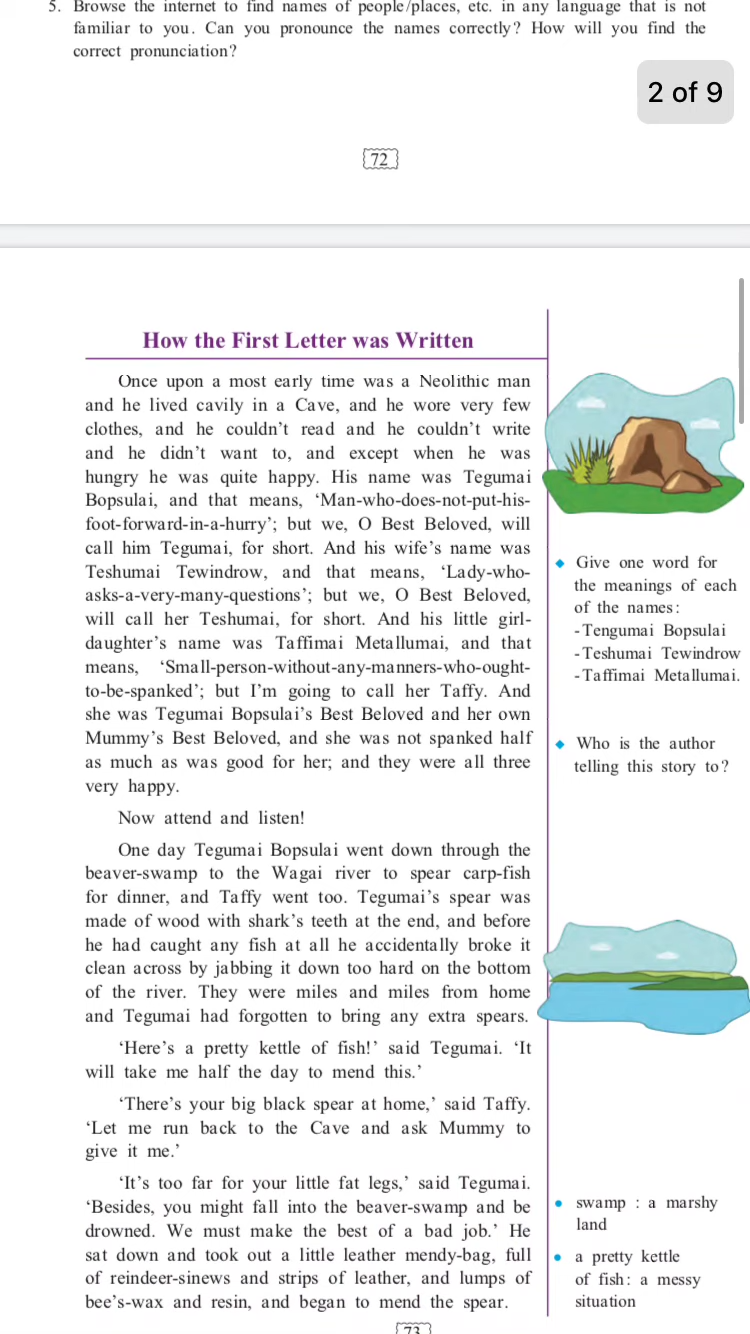 5. Browse the internet to find names of people/places, etc. in any language that is not
familiar to you. Can you pronounce the names correctly? How will you find the
correct pronunciation?
2 of 9
72
How the First Letter was Written
Once upon a most early time was a Neolithic man
and he lived cavily in a Cave, and he wore very few
clothes, and he couldn’t read and he couldn’t write
and he didn’t want to, and except when he was
hungry he was quite happy. His name was Tegumai
Bopsulai, and that means, ‘Man-who-does-not-put-his-
foot-forward-in-a-hurry’; but we, O Best Beloved, will
call him Tegumai, for short. And his wife’s name was
Teshumai Tewindrow, and that means, ‘Lady-who-
asks-a-very-many-questions’; but we, O Best Beloved,
will call her Teshumai, for short. And his little girl-
daughter’s name was Taffimai Metallumai, and that
means, ‘Small-person-without-any-manners-who-ought-
to-be-spanked’; but I’m going to call her Taffy. And
she was Tegumai Bopsulai’s Best Beloved and her own
Mummy’s Best Beloved, and she was not spanked half
as much as was good for her; and they were all three
very happy.
Now attend and listen!
One day Tegumai Bopsulai went down through the
beaver-swamp to the Wagai river to spear carp-fish
for dinner, and Taffy went too. Tegumai’s spear was
made of wood with shark’s teeth at the end, and before
he had caught any fish at all he accidentally broke it
clean across by jabbing it down too hard on the bottom
of the river. They were miles and miles from home
and Tegumai had forgotten to bring any extra spears.
‘Here’s a pretty kettle of fish!’ said Tegumai. ‘It
will take me half the day to mend this.’
‘There’s your big black spear at home,’ said Taffy.
‘Let me run back to the Cave and ask Mummy to
give it me.’
‘It’s too far for your little fat legs,’ said Tegumai.
‘Besides, you might fall into the beaver-swamp and be
drowned. We must make the best of a bad job.’ He
sat down and took out a little leather mendy-bag, full
of reindeer-sinews and strips of leather, and lumps of
bee’s-wax and resin, and began to mend the spear.
◆ Give one word for
the meanings of each
of the names:
- Tengumai Bopsulai
- Teshumai Tewindrow
- Taffimai Metallumai.
◆ Who is the author
telling this story to?
• swamp : a marshy
land
• a pretty kettle
of fish: a messy
situation
73